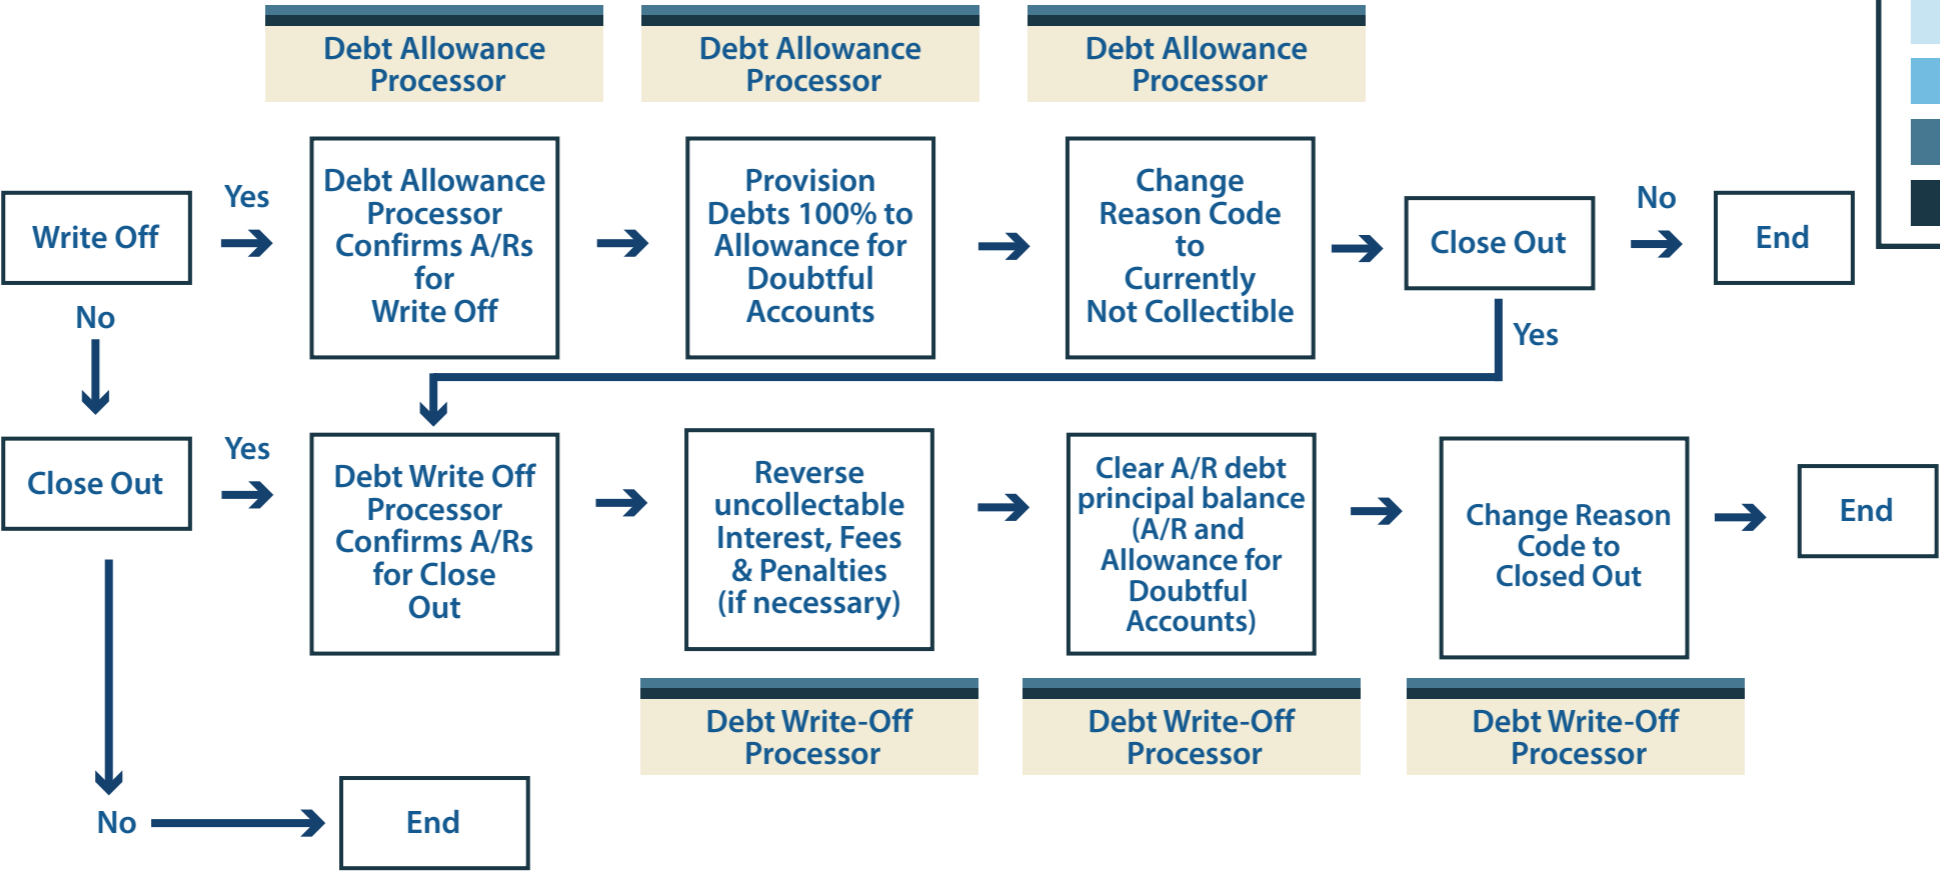 Debt Allowance
Processor
Debt Allowance
Processor
Debt Allowance
Processor
Write Off
Yes
Debt Allowance
Processor
Confirms A/Rs
for
Write Off
Provision
Debts 100% to
Allowance for
Doubtful
Accounts
Change
Reason Code
to
Currently
Not Collectible
Close Out
No
End
No
Yes
Close Out
Yes
Debt Write Off
Processor
Confirms A/Rs
for Close
Out
Reverse
uncollectable
Interest, Fees
& Penalties
(if necessary)
Clear A/R debt
principal balance
(A/R and
Allowance for
Doubtful
Accounts)
Change Reason
Code to
Closed Out
End
Debt Write-Off
Processor
Debt Write-Off
Processor
Debt Write-Off
Processor
No
End